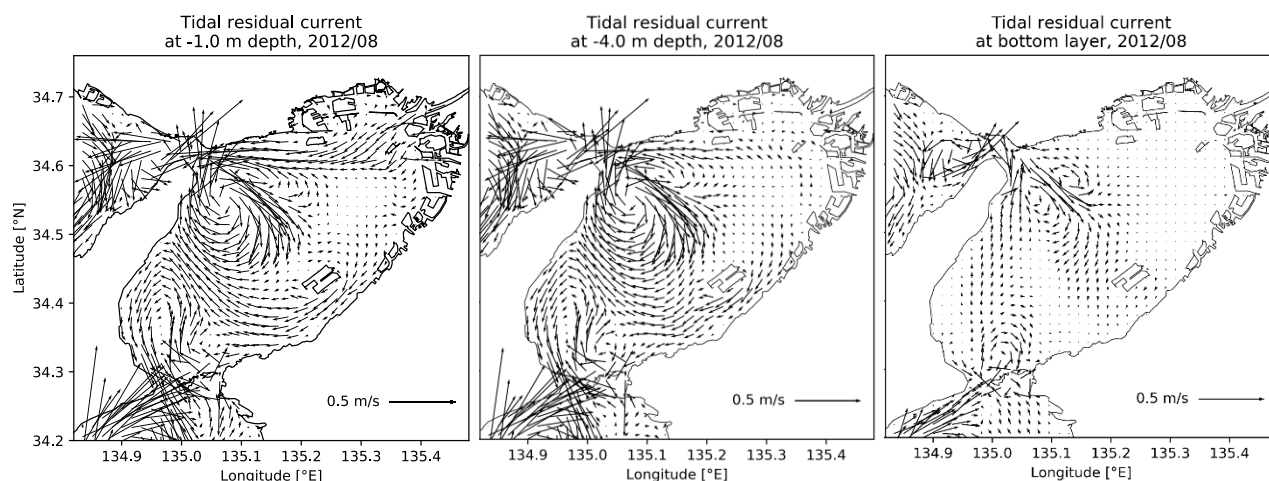 Tidal residual current
at -1.0 m depth, 2012/08
Tidal residual current
at -4.0 m depth, 2012/08
Tidal residual current
at bottom layer, 2012/08
Latitude [°N]
34.7
34.6
34.5
34.4
34.3
34.2
0.5 m/s
0.5 m/s
0.5 m/s
134.9 135.0 135.1 135.2 135.3 135.4
134.9 135.0 135.1 135.2 135.3 135.4
134.9 135.0 135.1 135.2 135.3 135.4
Longitude [°E]
Longitude [°E]
Longitude [°E]